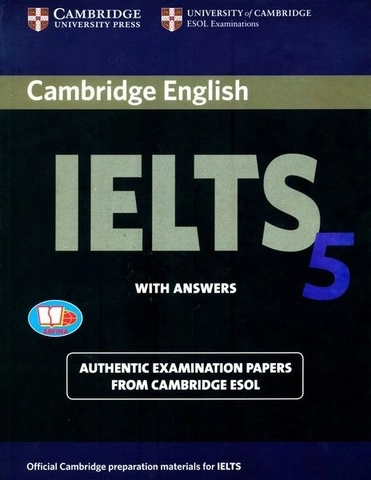 CAMBRIDGE
UNIVERSITY PRESS
UNIVERSITY of CAMBRIDGE
ESOL Examinations
Cambridge English
IELTS
5
WITH ANSWERS
SAVINA
AUTHENTIC EXAMINATION PAPERS
FROM CAMBRIDGE ESOL
Official Cambridge preparation materials for IELTS